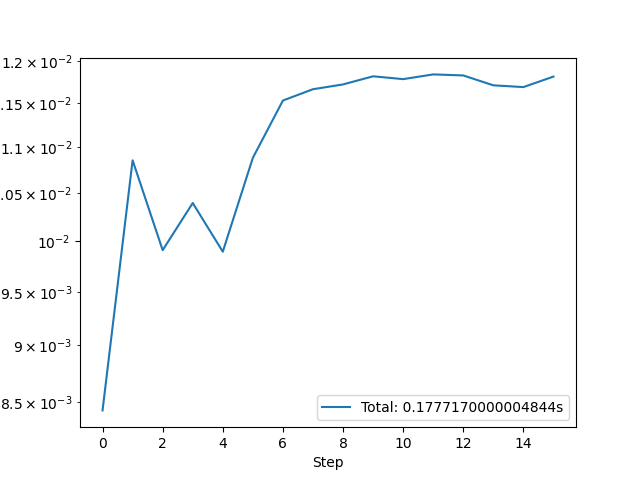 1.2 × 10⁻²
.15 × 10⁻²
1.1 × 10⁻²
.05 × 10⁻²
10⁻²
9.5 × 10⁻³
9 × 10⁻³
8.5 × 10⁻³
Total: 0.1777170000004844s
0 2 4 6 8 10 12 14
Step